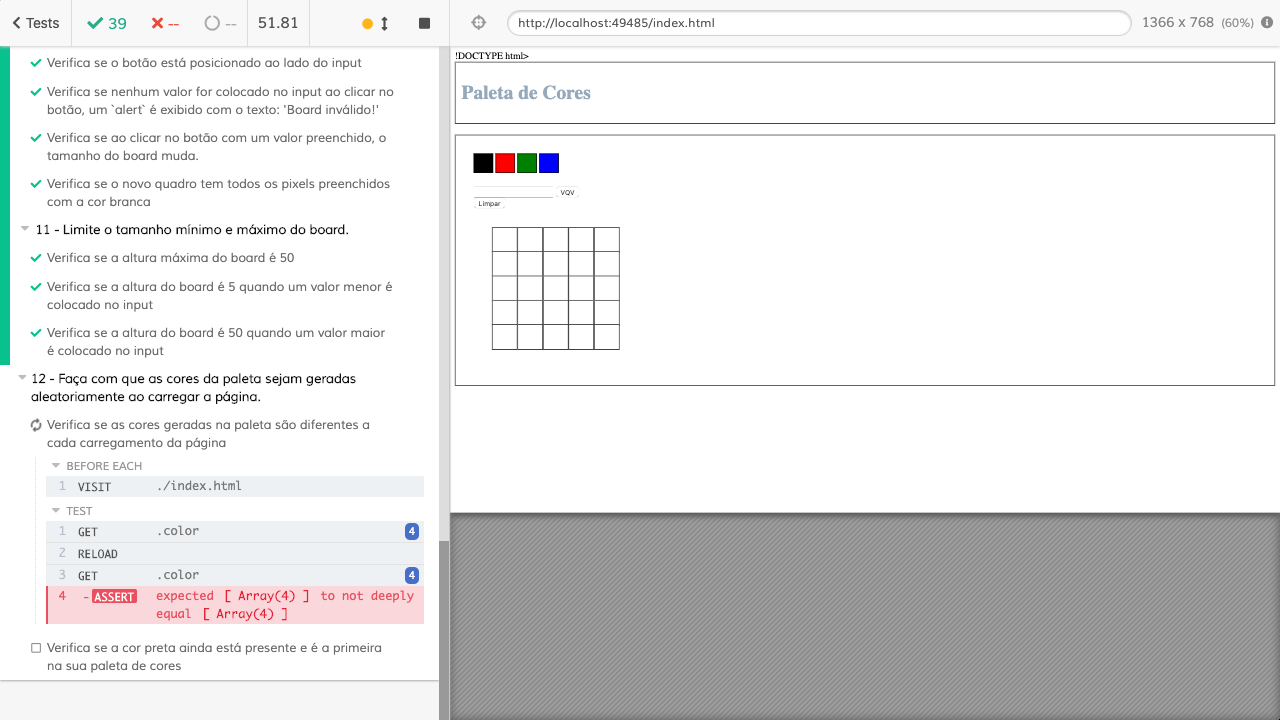 Tests
39
--
--
51.81
http://localhost:49485/index.html
1366 x 768 (60%)
Verifica se o botão está posicionado ao lado do input
Verifica se nenhum valor for colocado no input ao clicar no
botão, um `alert` é exibido com o texto: 'Board inválido!'
Verifica se ao clicar no botão com um valor preenchido, o
tamanho do board muda.
Verifica se o novo quadro tem todos os pixels preenchidos
com a cor branca
11 - Limite o tamanho mínimo e máximo do board.
Verifica se a altura máxima do board é 50
Verifica se a altura do board é 5 quando um valor menor é
colocado no input
Verifica se a altura do board é 50 quando um valor maior
é colocado no input
12 - Faça com que as cores da paleta sejam geradas
aleatoriamente ao carregar a página.
Verifica se as cores geradas na paleta são diferentes a
cada carregamento da página
BEFORE EACH
1 VISIT ./index.html
TEST
1 GET .color 4
2 RELOAD
3 GET .color 4
4 -ASSERT expected [ Array(4) ] to not deeply
equal [ Array(4) ]
Verifica se a cor preta ainda está presente e é a primeira
na sua paleta de cores
!DOCTYPE html>
Paleta de Cores
VQV
Limpar